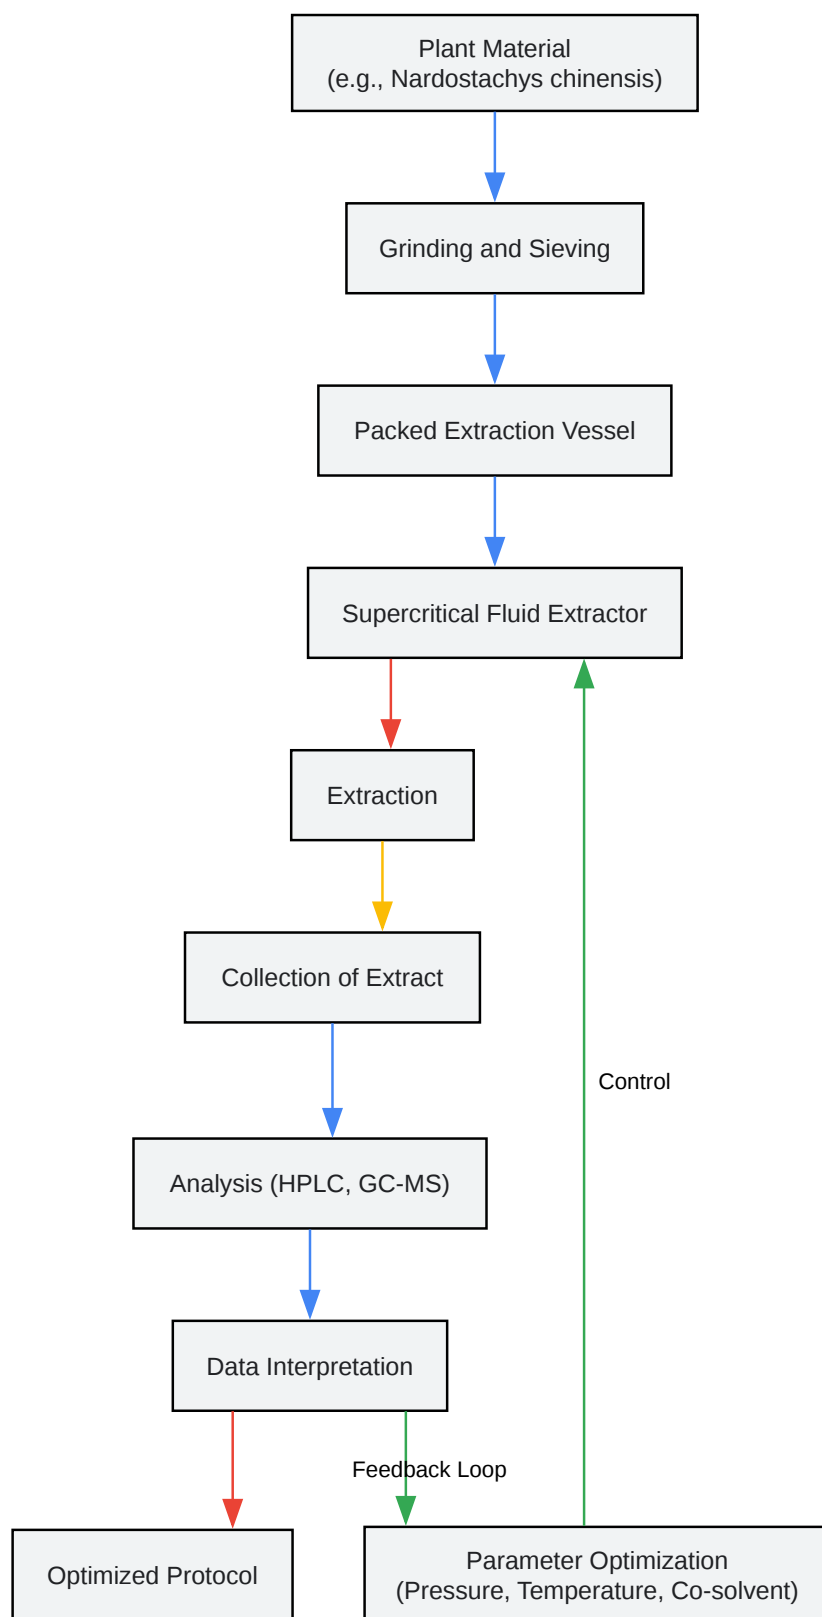 Plant Material
(e.g., Nardostachys chinensis)
Grinding and Sieving
Packed Extraction Vessel
Supercritical Fluid Extractor
Extraction
Collection of Extract
Control
Analysis (HPLC, GC-MS)
Data Interpretation
Feedback Loop
Optimized Protocol
Parameter Optimization
(Pressure, Temperature, Co-solvent)